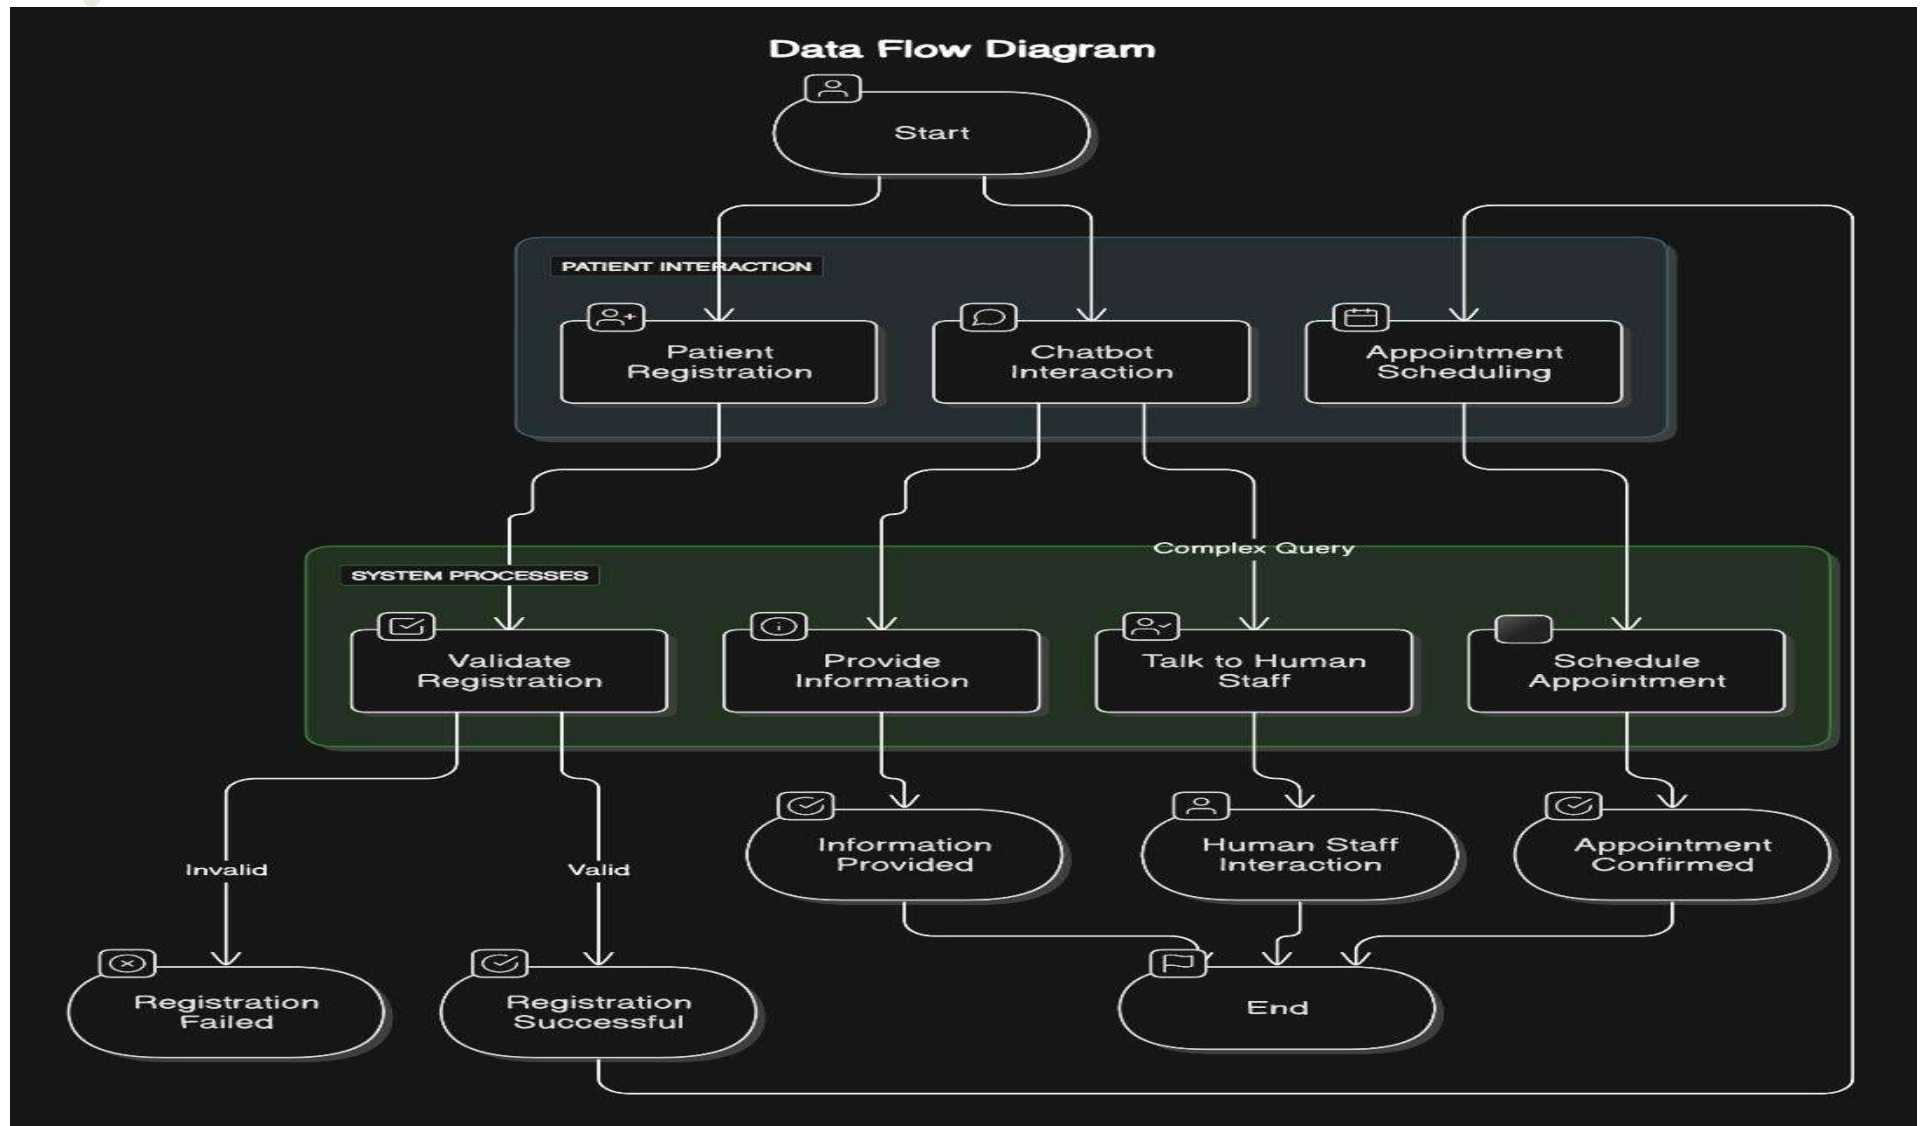 Data Flow Diagram
Start
PATIENT INTERACTION
Patient
Registration
Chatbot
Interaction
Appointment
Scheduling
Complex Query
SYSTEM PROCESSES
Validate
Registration
Provide
Information
Talk to Human
Staff
Schedule
Appointment
Information
Provided
Human Staff
Interaction
Appointment
Confirmed
Invalid
Valid
Registration
Failed
Registration
Successful
End